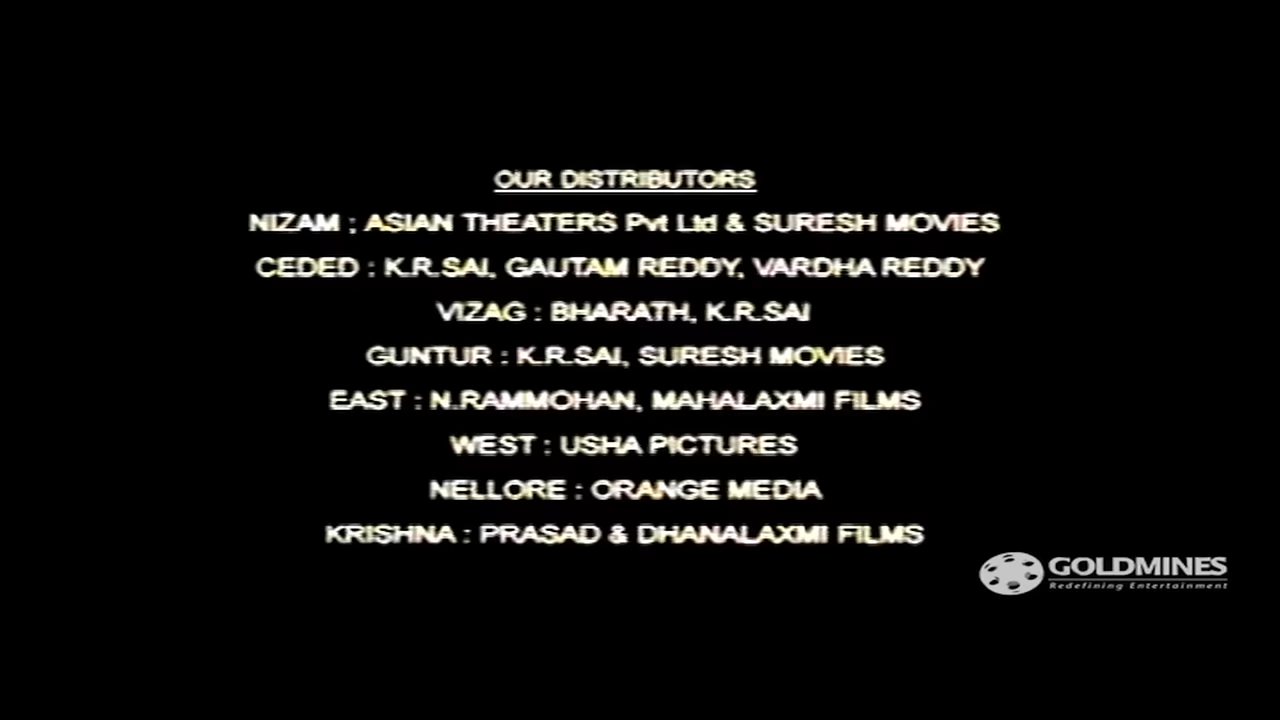 OUR DISTRIBUTORS
NIZAM ; ASIAN THEATERS Pvt Ltd & SURESH MOVIES
CEDED : K.R.SAI, GAUTAM REDDY, VARDHA REDDY
VIZAG : BHARATH, K.R.SAI
GUNTUR : K.R.SAI, SURESH MOVIES
EAST : N.RAMMOHAN, MAHALAXMI FILMS
WEST : USHA PICTURES
NELLORE : ORANGE MEDIA
KRISHNA : PRASAD & DHANALAXMI FILMS
GOLDMINES
Redefining Entertainment